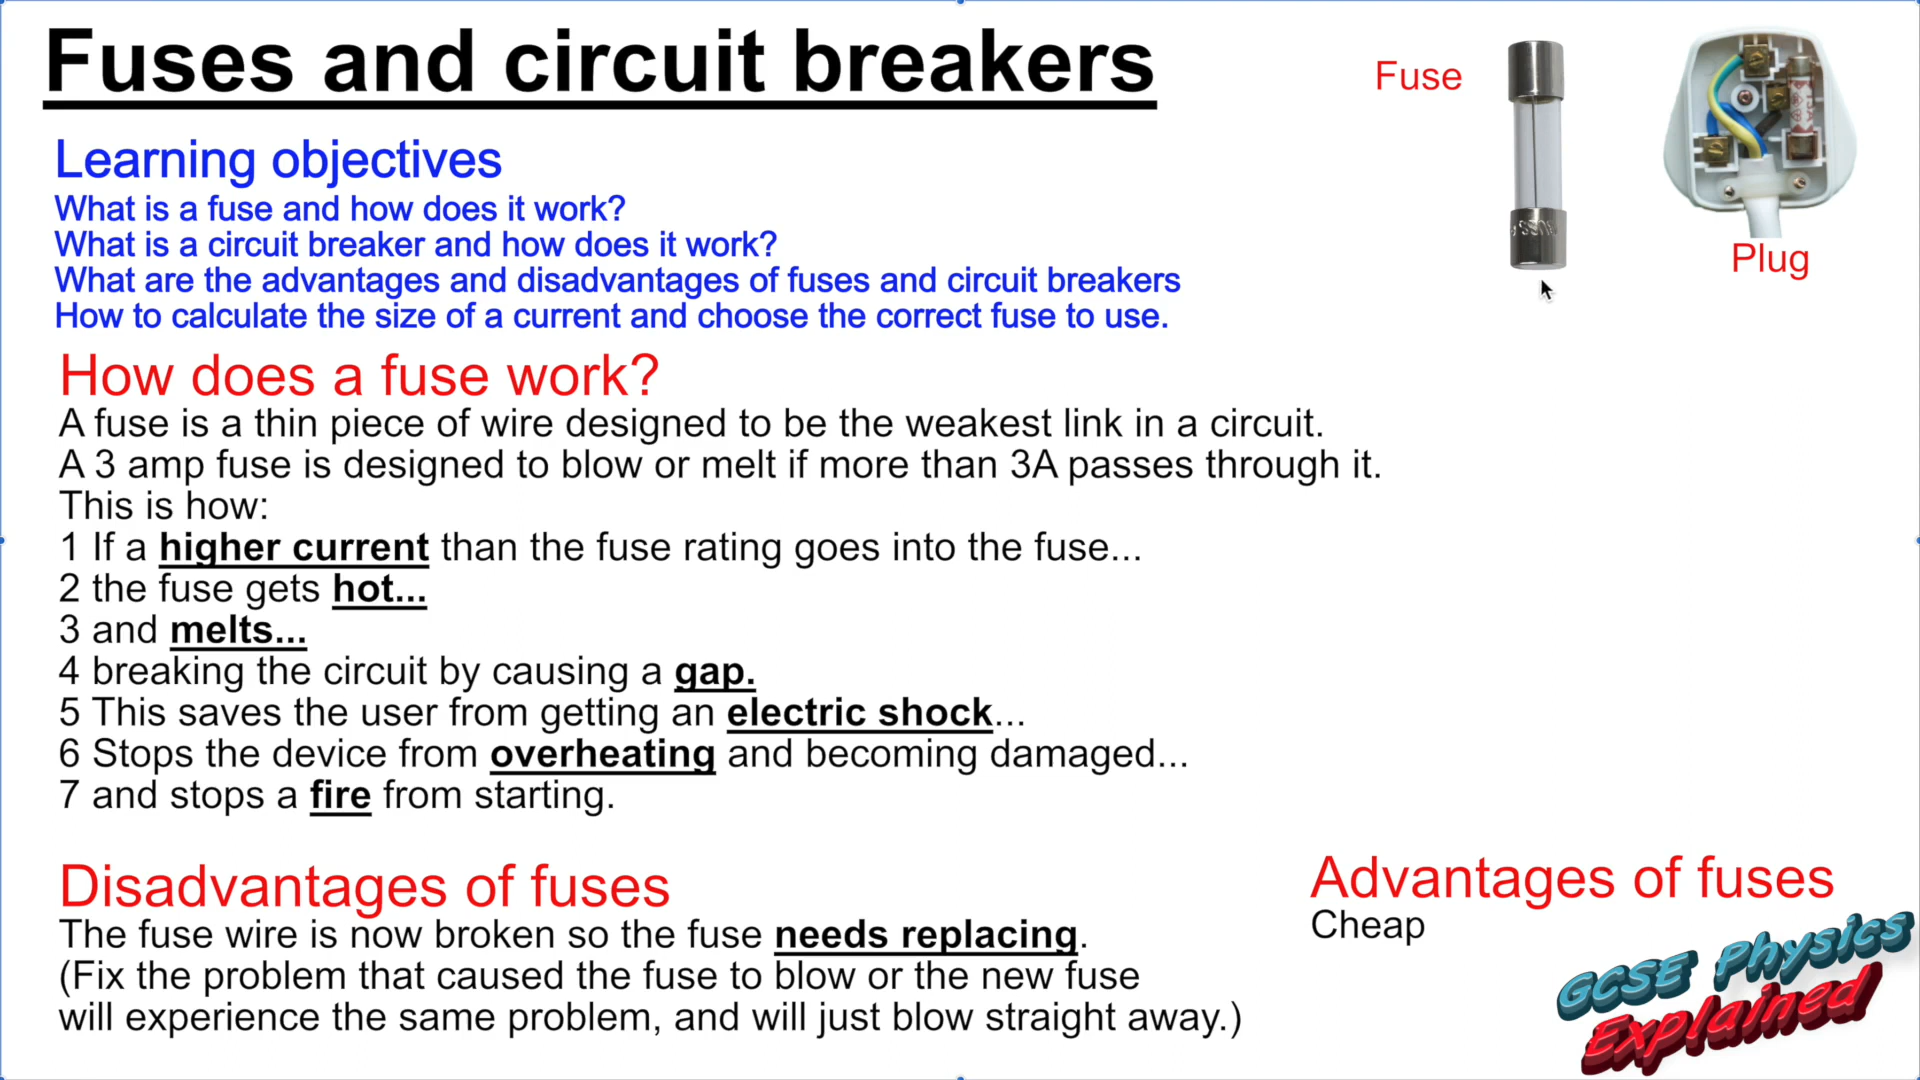 Fuses and circuit breakers
Fuse
Plug
Learning objectives
What is a fuse and how does it work?
What is a circuit breaker and how does it work?
What are the advantages and disadvantages of fuses and circuit breakers
How to calculate the size of a current and choose the correct fuse to use.
How does a fuse work?
A fuse is a thin piece of wire designed to be the weakest link in a circuit.
A 3 amp fuse is designed to blow or melt if more than 3A passes through it.
This is how:
1 If a higher current than the fuse rating goes into the fuse...
2 the fuse gets hot...
3 and melts...
4 breaking the circuit by causing a gap.
5 This saves the user from getting an electric shock...
6 Stops the device from overheating and becoming damaged...
7 and stops a fire from starting.
Disadvantages of fuses
The fuse wire is now broken so the fuse needs replacing.
(Fix the problem that caused the fuse to blow or the new fuse
will experience the same problem, and will just blow straight away.)
Advantages of fuses
Cheap
GCSE Physics
Explained